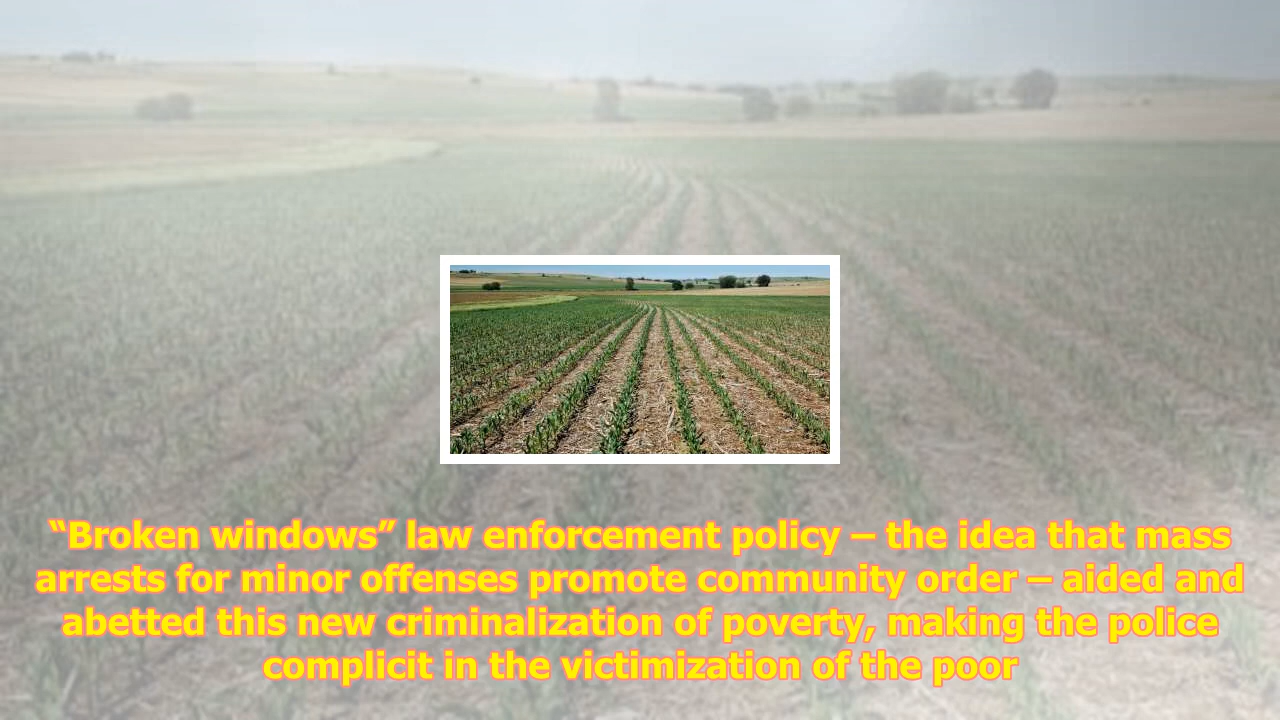 “Broken windows” law enforcement policy – the idea that mass
arrests for minor offenses promote community order – aided and
abetted this new criminalization of poverty, making the police
complicit in the victimization of the poor